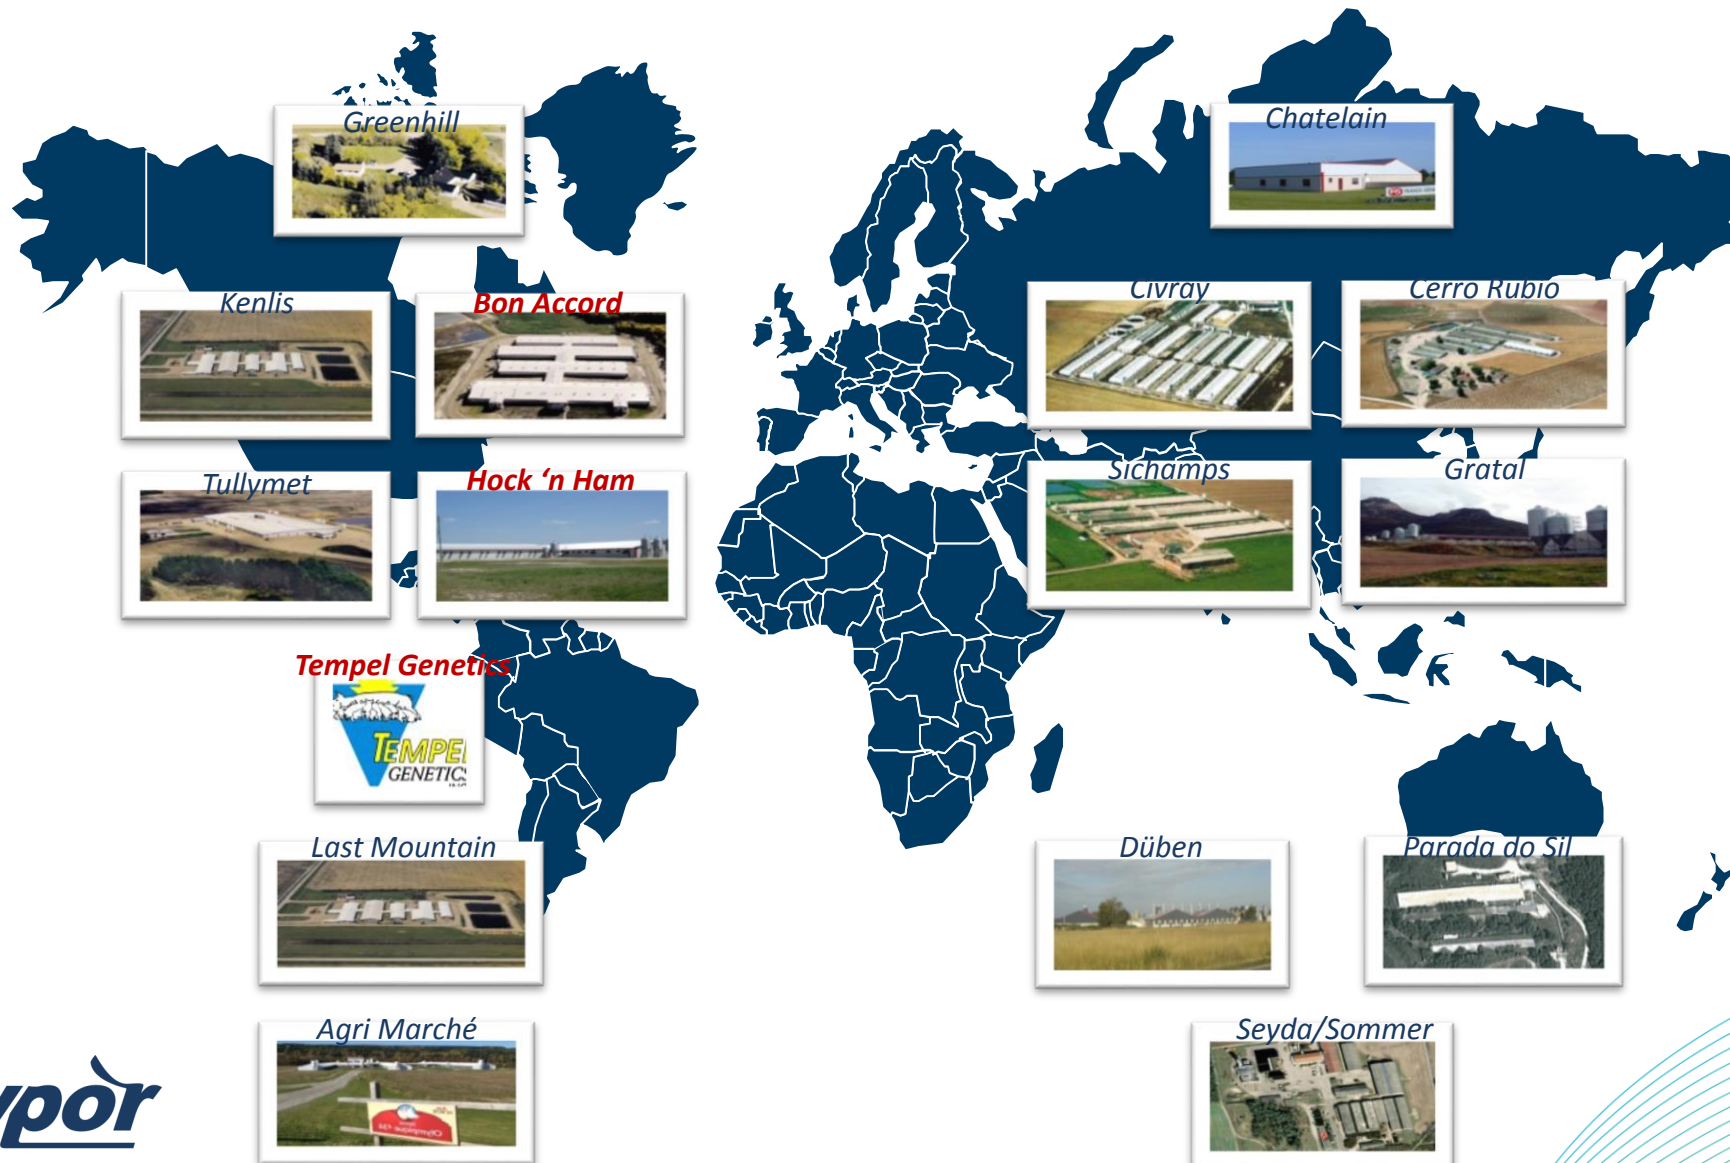 Greenhill
Chatelain
Kenlis
Bon Accord
Civray
Cerro Rubio
Tullymet
Hock ‘n Ham
Sichamps
Gratal
Tempel Genetics
TEMPEL
GENETICS
Last Mountain
Düben
Parada do Sil
Agri Marché
Seyda/Sommer
ypòr